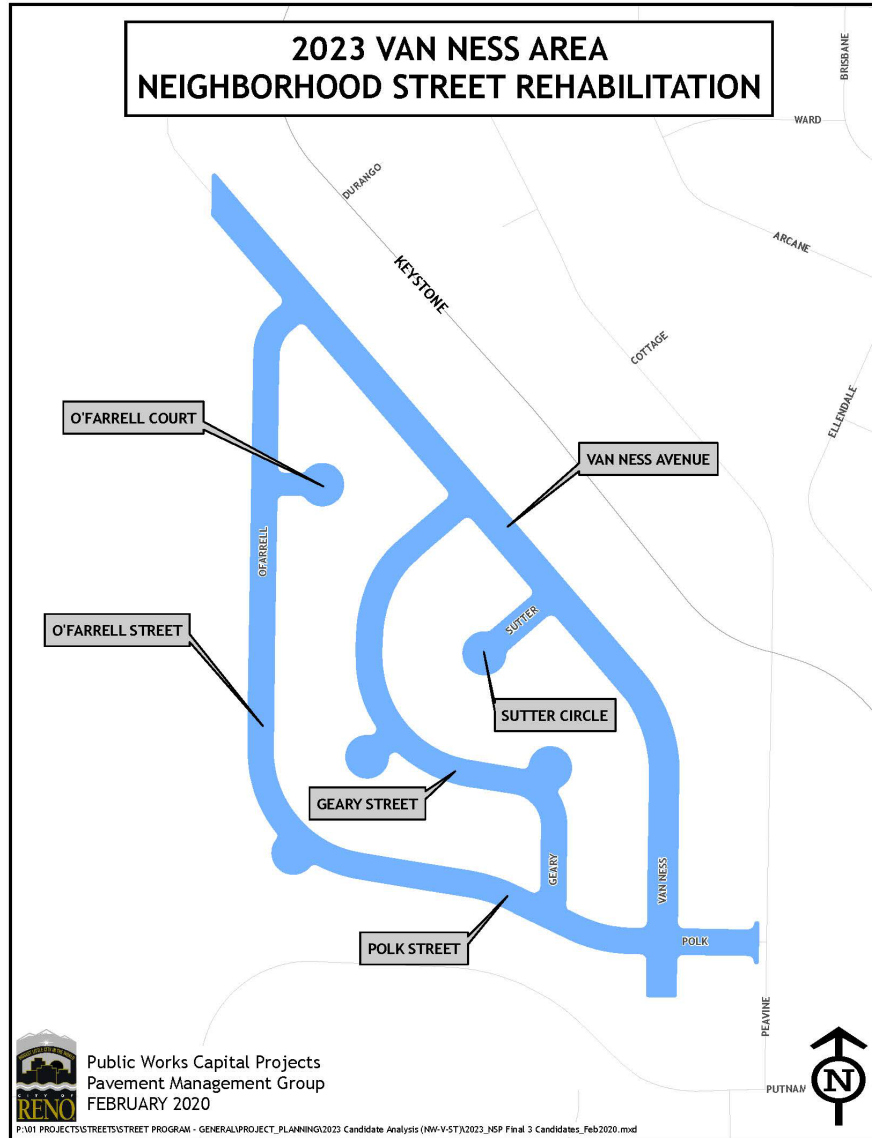 2023 VAN NESS AREA
NEIGHBORHOOD STREET REHABILITATION
BRISBANE
WARD
DURANGO
ARCANE
KEYSTONE
COTTAGE
ELLENDALE
O'FARRELL COURT
VAN NESS AVENUE
OFARRELL
SUTTER
O'FARRELL STREET
SUTTER CIRCLE
GEARY STREET
GEARY
VAN NESS
POLK STREET
POLK
PEAVINE
PUTNAM
N
CITY OF
RENO
Public Works Capital Projects
Pavement Management Group
FEBRUARY 2020
P:\01 PROJECTS\STREETS\STREET PROGRAM - GENERAL\PROJECT_PLANNING\2023 Candidate Analysis (NW-V-ST)\2023_NSP Final 3 Candidates_Feb2020.mxd